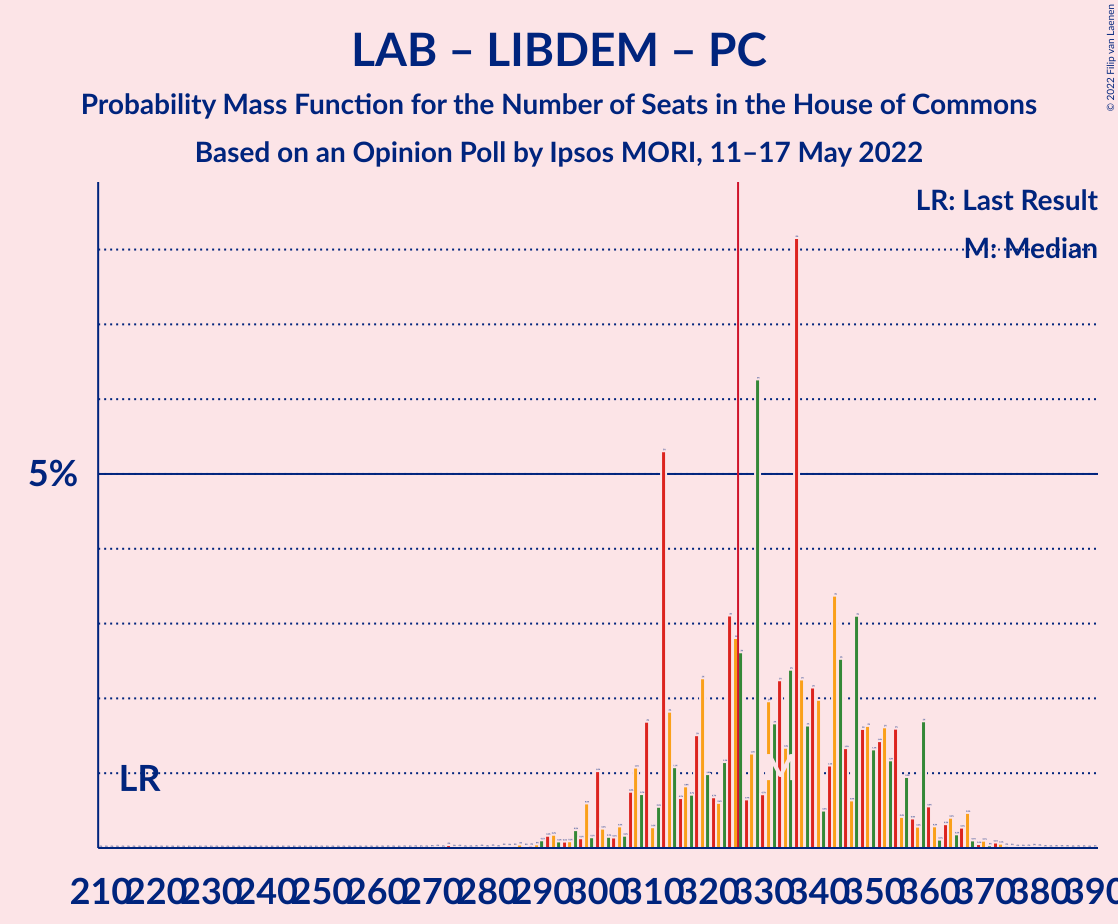 LAB – LIBDEM – PC
Probability Mass Function for the Number of Seats in the House of Commons
Based on an Opinion Poll by Ipsos MORI, 11–17 May 2022
© 2022 Filip van Laenen
LR: Last Result
M: Median
5%
LR
M
210 220 230 240 250 260 270 280 290 300 310 320 330 340 350 360 370 380 390